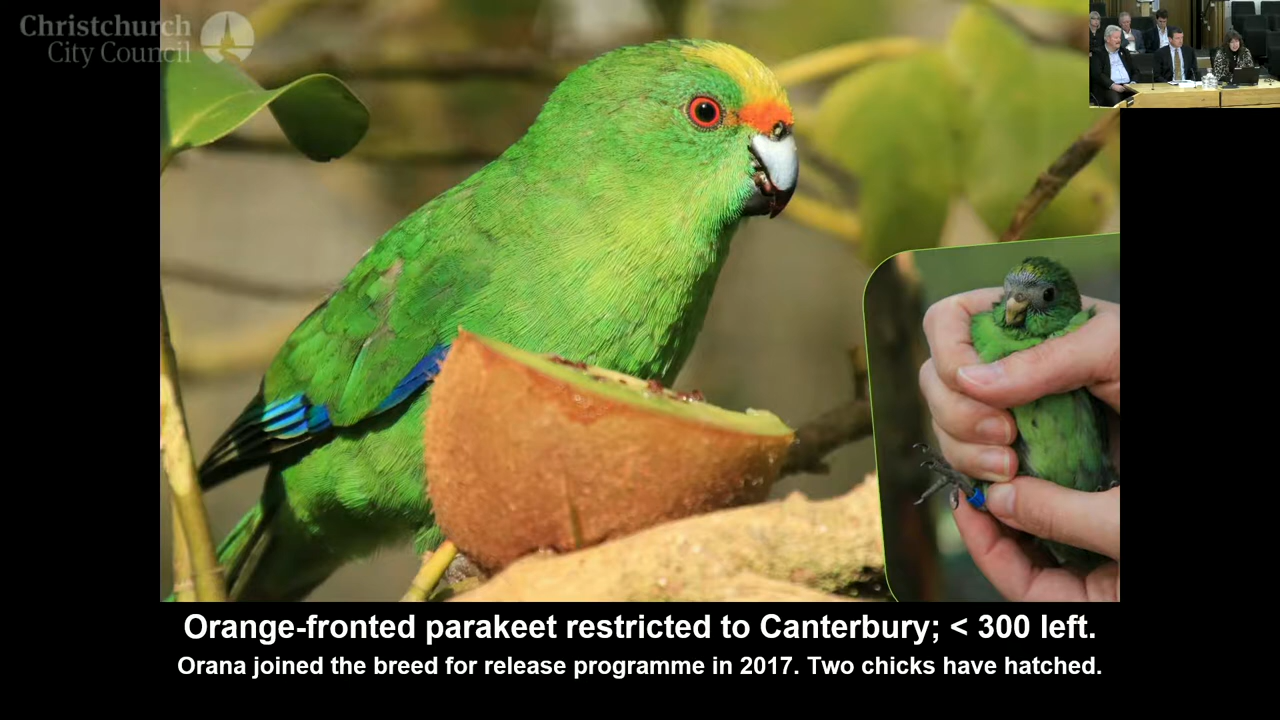 Christchurch
City Council
Orange-fronted parakeet restricted to Canterbury; < 300 left.
Orana joined the breed for release programme in 2017. Two chicks have hatched.